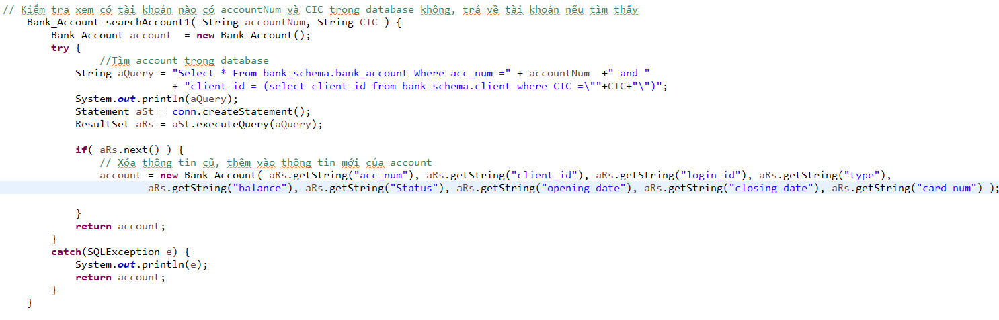 // Kiểm tra xem có tài khoản nào có accountNum và CIC trong database không, trả về tài khoản nếu tìm thấy
Bank_Account searchAccount1( String accountNum, String CIC ) {
Bank_Account account  = new Bank_Account();
try {
//Tìm account trong database
String aQuery = "Select * From bank_schema.bank_account Where acc_num =" + accountNum  +" and "
+ "client_id = (select client_id from bank_schema.client where CIC =\""+CIC+"\")";
System.out.println(aQuery);
Statement aSt = conn.createStatement();
ResultSet aRs = aSt.executeQuery(aQuery);
if( aRs.next() ) {
// Xóa thông tin cũ, thêm vào thông tin mới của account
account = new Bank_Account( aRs.getString("acc_num"), aRs.getString("client_id"), aRs.getString("login_id"), aRs.getString("type"),
aRs.getString("balance"), aRs.getString("Status"), aRs.getString("opening_date"), aRs.getString("closing_date"), aRs.getString("card_num") );
}
return account;
}
catch(SQLException e) {
System.out.println(e);
return account;
}
}